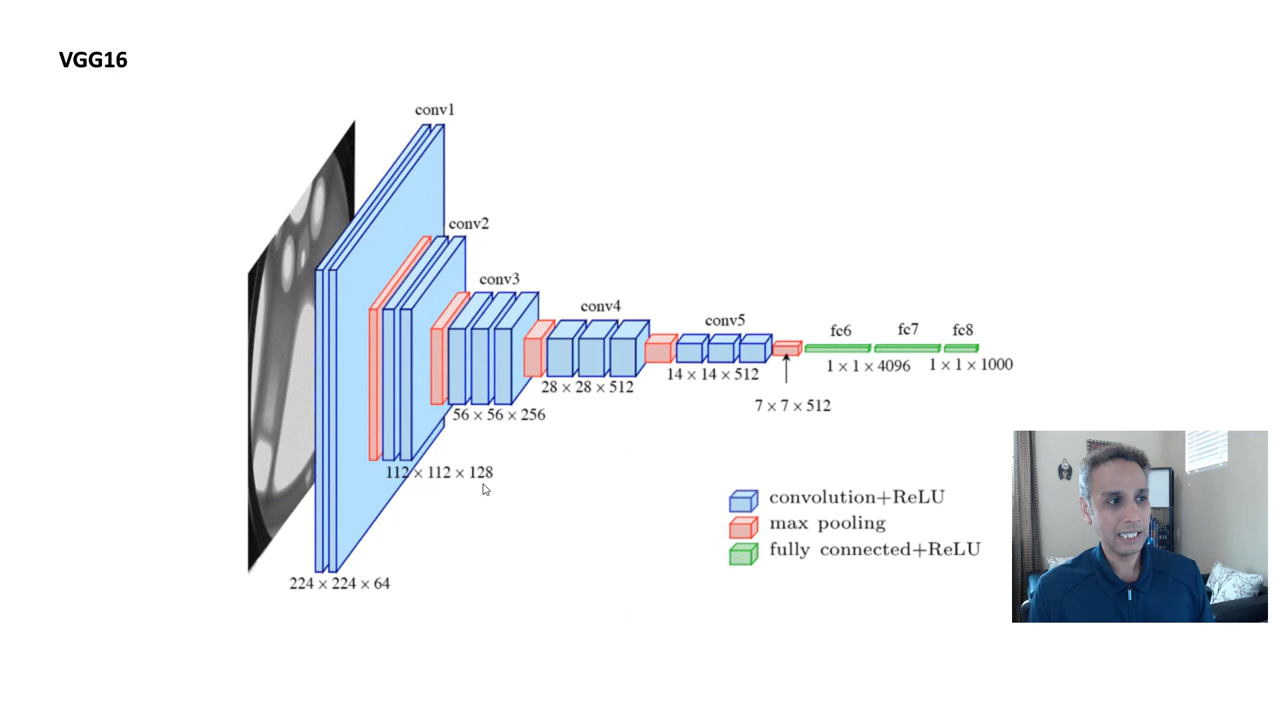 VGG16
conv1
conv2
conv3
conv4
conv5
fc6
fc7
fc8
1 × 1 × 4096
1 × 1 × 1000
14 × 14 × 512
28 × 28 × 512
7 × 7 × 512
56 × 56 × 256
112 × 112 × 128
224 × 224 × 64
convolution+ReLU
max pooling
fully connected+ReLU